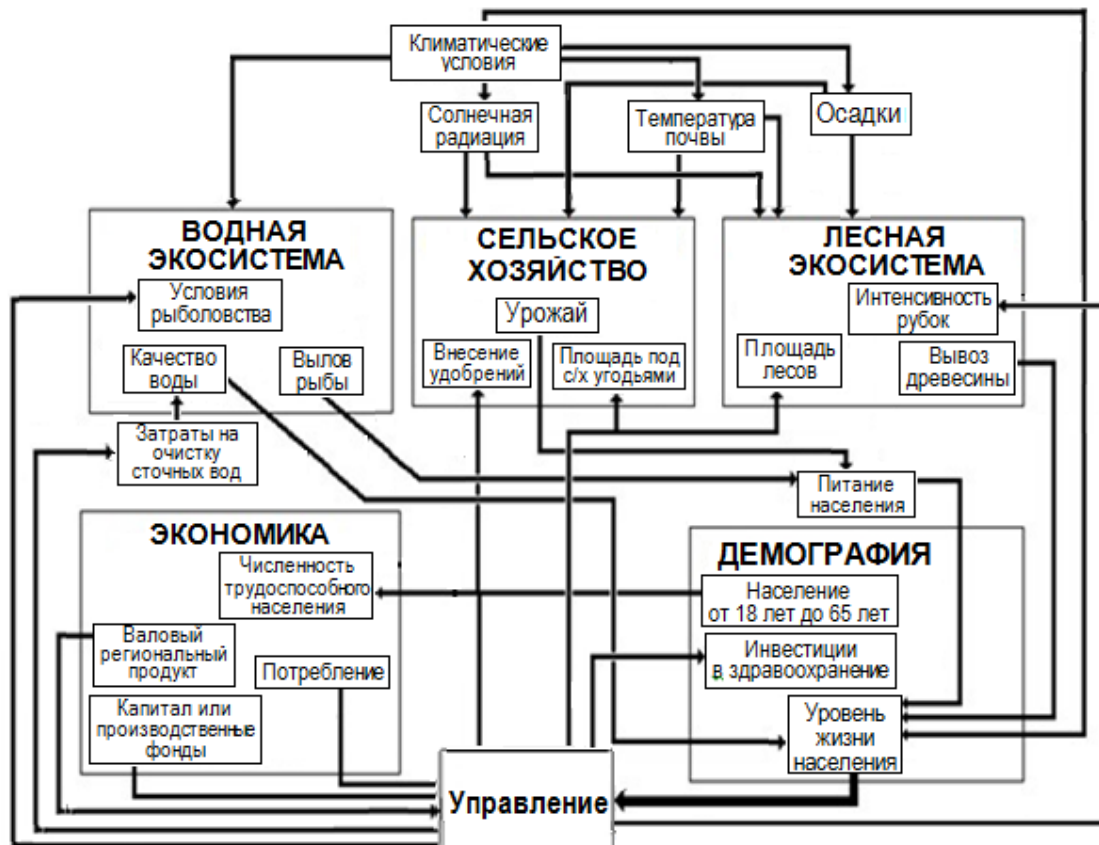 Климатические
условия
Солнечная
радиация
Температура
почвы
Осадки
ВОДНАЯ
ЭКОСИСТЕМА
Условия
рыболовства
Качество
воды
Вылов
рыбы
Затраты на
очистку
сточных вод
СЕЛЬСКОЕ
ХОЗЯЙСТВО
Урожай
Внесение
удобрений
Площадь под
с/х угодьями
ЛЕСНАЯ
ЭКОСИСТЕМА
Интенсивность
рубок
Площадь
лесов
Вывоз
древесины
Питание
населения
ЭКОНОМИКА
Численность
трудоспособного
населения
Валовый
региональный
продукт
Потребление
Капитал или
производственные
фонды
ДЕМОГРАФИЯ
Население
от 18 лет до 65 лет
Инвестиции
в здравоохранение
Уровень
жизни
населения
Управление